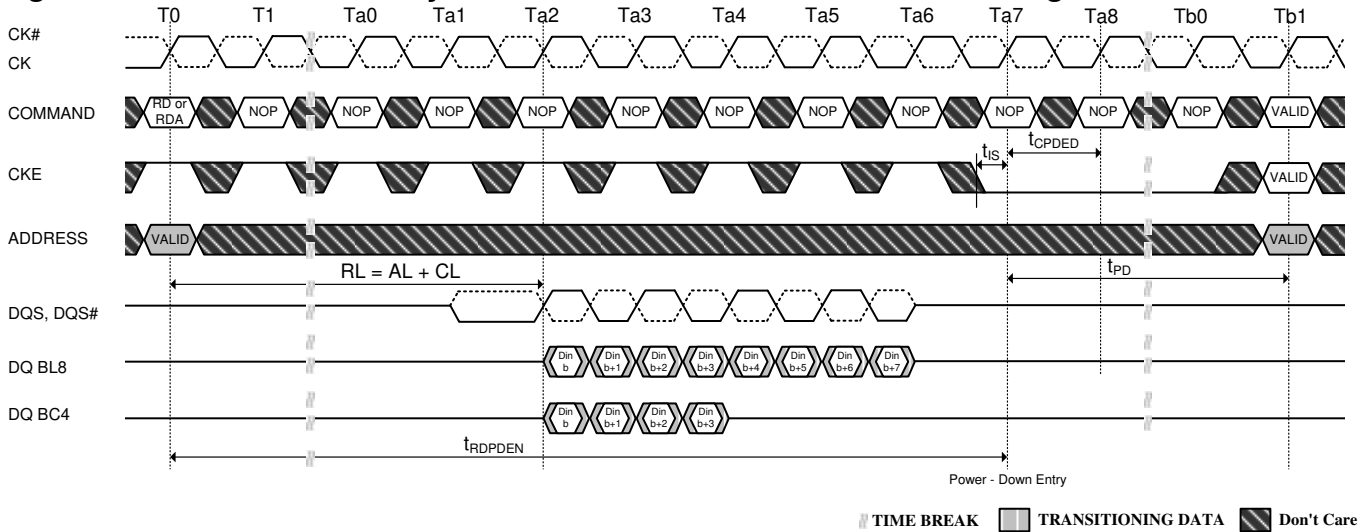 T0 T1 Ta0 Ta1 Ta2 Ta3 Ta4 Ta5 Ta6 Ta7 Ta8 Tb0 Tb1
CK#
CK
COMMAND
RD or RDA
NOP NOP NOP NOP NOP NOP NOP NOP NOP NOP NOP VALID
tIS
tCPDED
CKE
VALID
ADDRESS
VALID
VALID
RL = AL + CL
tPD
DQS, DQS#
DQ BL8
Din b
Din b+1
Din b+2
Din b+3
Din b+4
Din b+5
Din b+6
Din b+7
DQ BC4
Din b
Din b+1
Din b+2
Din b+3
tRDPDEN
Power - Down Entry
TIME BREAK TRANSITIONING DATA Don't Care